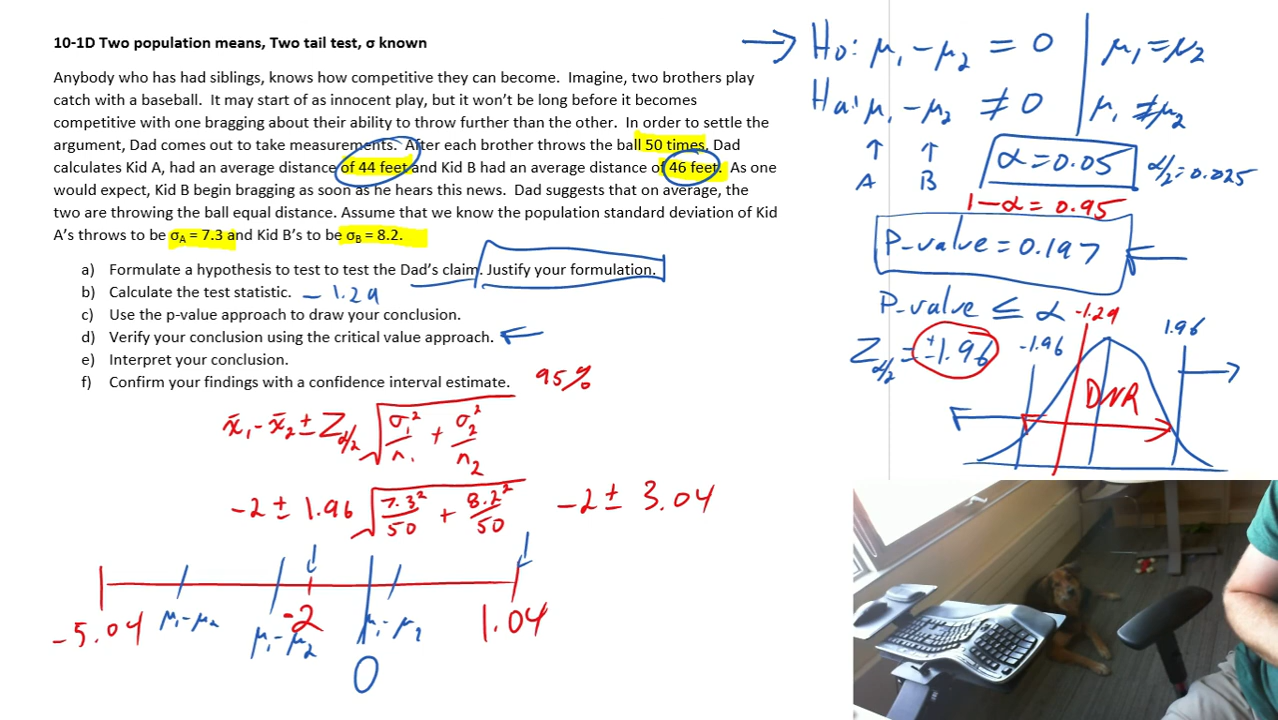 10-1D Two population means, Two tail test, σ known
Anybody who has had siblings, knows how competitive they can become. Imagine, two brothers play
catch with a baseball. It may start of as innocent play, but it won't be long before it becomes
competitive with one bragging about their ability to throw further than the other. In order to settle the
argument, Dad comes out to take measurements. After each brother throws the ball 50 times, Dad
calculates Kid A, had an average distance of 44 feet and Kid B had an average distance of 46 feet. As one
would expect, Kid B begin bragging as soon as he hears this news. Dad suggests that on average, the
two are throwing the ball equal distance. Assume that we know the population standard deviation of Kid
A's throws to be σA = 7.3 and Kid B's to be σB = 8.2.
a) Formulate a hypothesis to test to test the Dad's claim. Justify your formulation.
b) Calculate the test statistic. - 1.29
c) Use the p-value approach to draw your conclusion.
d) Verify your conclusion using the critical value approach. ←
e) Interpret your conclusion.
f) Confirm your findings with a confidence interval estimate. 95%
x̄₁ - x̄₂ ± Zα/2 √(σ₁²/n₁ + σ₂²/n₂)
-2 ± 1.96 √(7.3²/50 + 8.2²/50) -2 ± 3.04
-5.04 μ₁-μ₂ μ₁-μ₂ -2 μ₁-μ₂ 1.04
0
→ Ho: μ₁ - μ₂ = 0 | μ₁ = μ₂
Ha: μ₁ - μ₂ ≠ 0 | μ₁ ≠ μ₂
↑ ↑
A B
α = 0.05 α/2 = 0.025
1 - α = 0.95
P-value = 0.197 ←
P-value ≤ α
Zα/2 = ±1.96
-1.96 -1.29 1.96
DNR